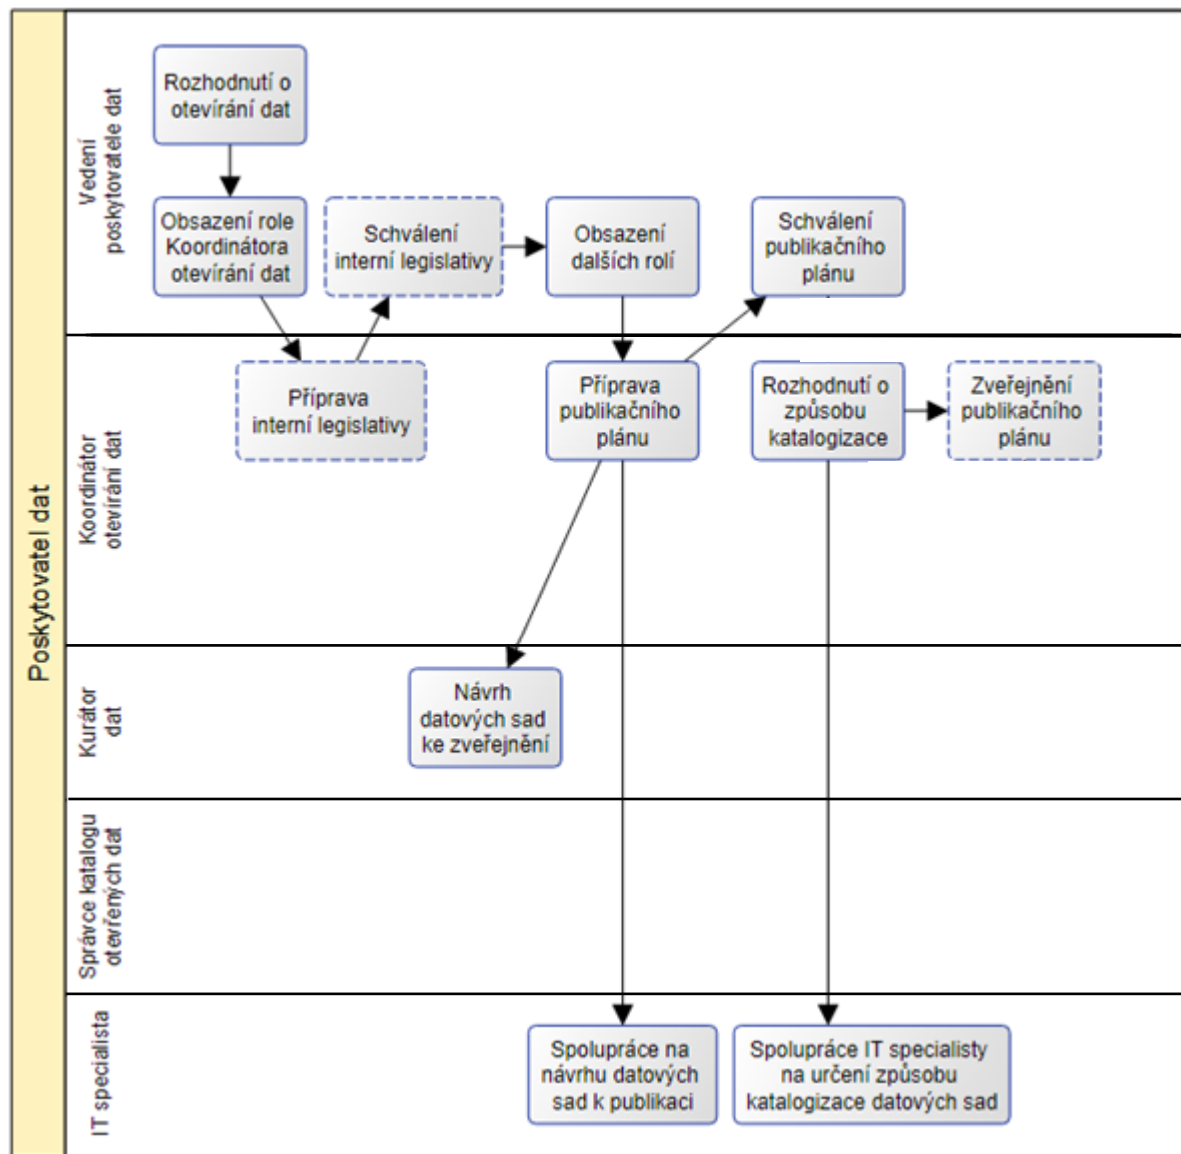 Poskytovatel dat
Vedení
poskytovatele dat
Rozhodnutí o
otevírání dat
Obsazení role
Koordinátora
otevírání dat
Schválení
interní legislativy
Obsazení
dalších rolí
Schválení
publikačního
plánu
Koordinátor
otevírání dat
Příprava
interní legislativy
Příprava
publikačního
plánu
Rozhodnutí o
způsobu
katalogizace
Zveřejnění
publikačního
plánu
Kurátor
dat
Návrh
datových sad
ke zveřejnění
Správce katalogu
otevřených dat
IT specialista
Spolupráce na
návrhu datových
sad k publikaci
Spolupráce IT specialisty
na určení způsobu
katalogizace datových sad